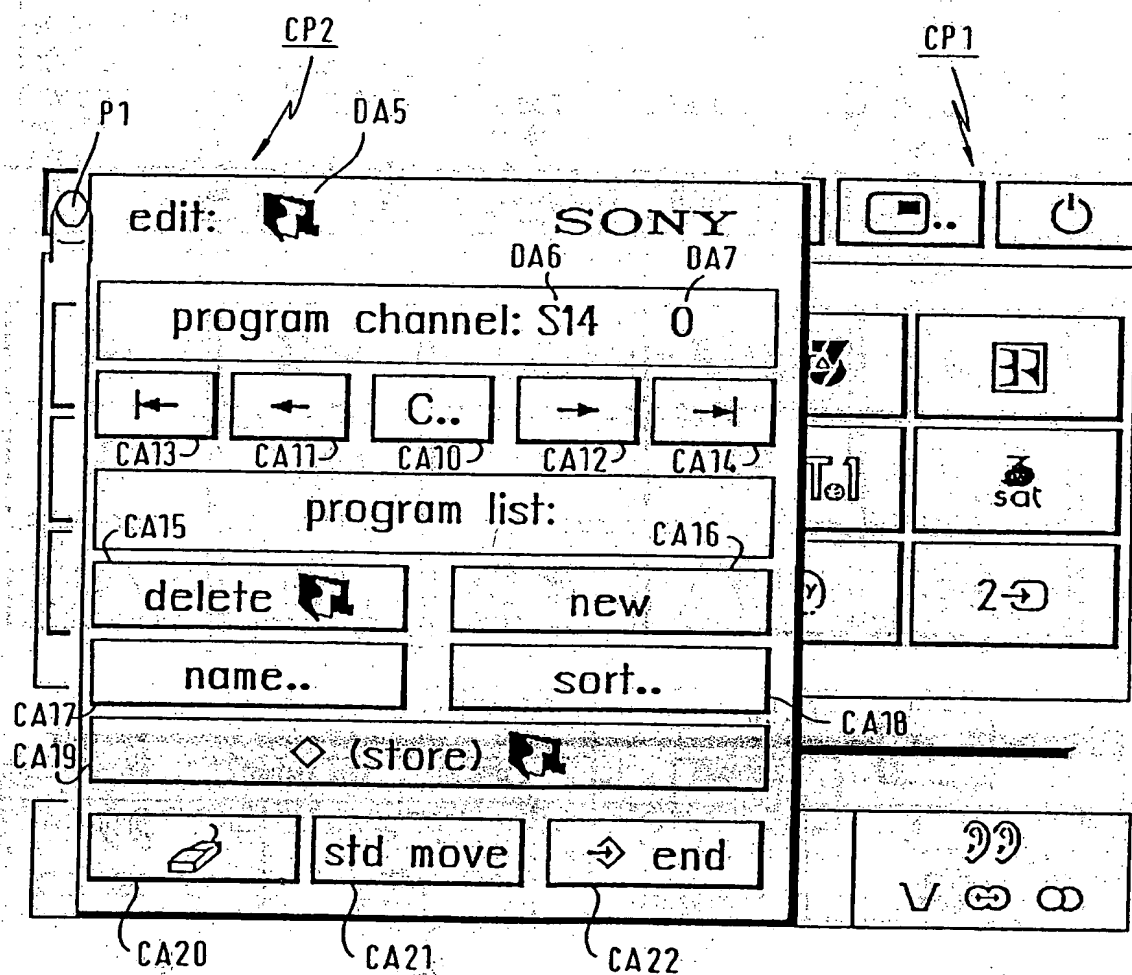 CP2
CP1
P1
DA5
edit: SONY
DA6 DA7
program channel: S14 0
C..
CA13 CA11 CA10 CA12 CA14
program list:
T.1
sat
CA15 CA16
delete new
2
name.. sort..
CA17 CA18
CA19
(store)
std move end
CA20 CA21 CA22